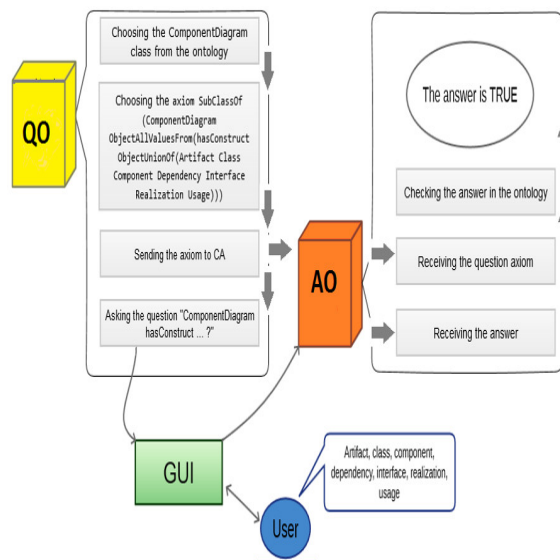 Choosing the ComponentDiagram
class from the ontology
QO
Choosing the axiom SubClassOf
(ComponentDiagram
ObjectAllValuesFrom(hasConstruct
ObjectUnionOf(Artifact Class
Component Dependency Interface
Realization Usage)))
Sending the axiom to CA
Asking the question "ComponentDiagram
hasConstruct ... ?"
AO
The answer is TRUE
Checking the answer in the ontology
Receiving the question axiom
Receiving the answer
GUI
User
Artifact, class, component,
dependency, interface, realization,
usage